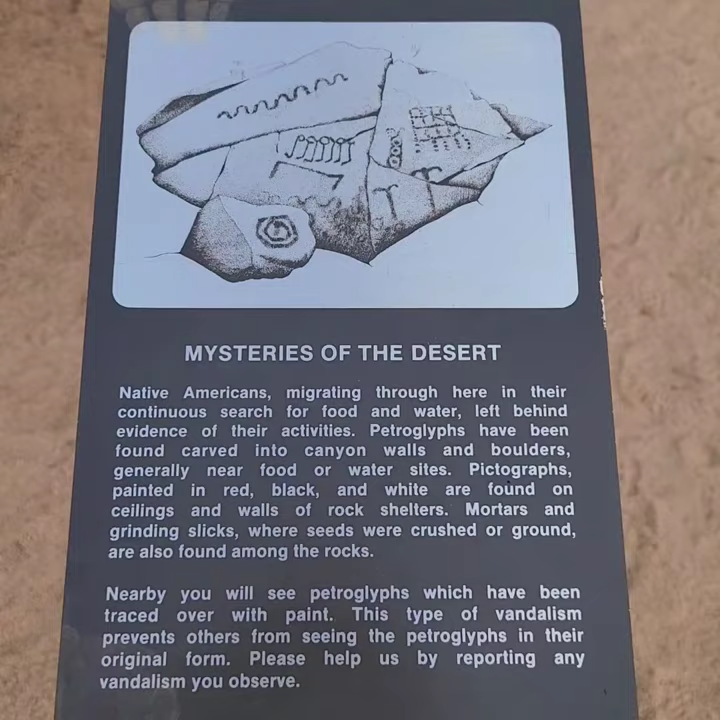 MYSTERIES OF THE DESERT
Native Americans, migrating through here in their
continuous search for food and water, left behind
evidence of their activities. Petroglyphs have been
found carved into canyon walls and boulders,
generally near food or water sites. Pictographs,
painted in red, black, and white are found on
ceilings and walls of rock shelters. Mortars and
grinding slicks, where seeds were crushed or ground,
are also found among the rocks.
Nearby you will see petroglyphs which have been
traced over with paint. This type of vandalism
prevents others from seeing the petroglyphs in their
original form. Please help us by reporting any
vandalism you observe.